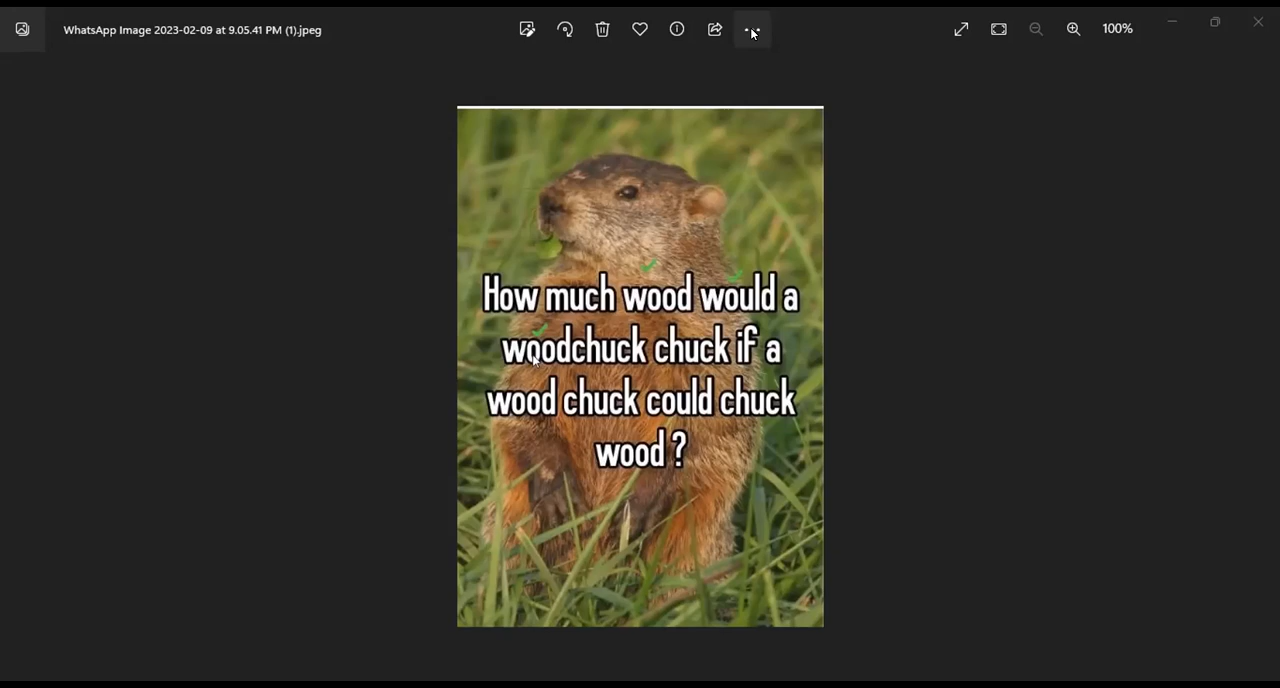 WhatsApp Image 2023-02-09 at 9.05.41 PM (1).jpeg
100%
How much wood would a
woodchuck chuck if a
wood chuck could chuck
wood ?